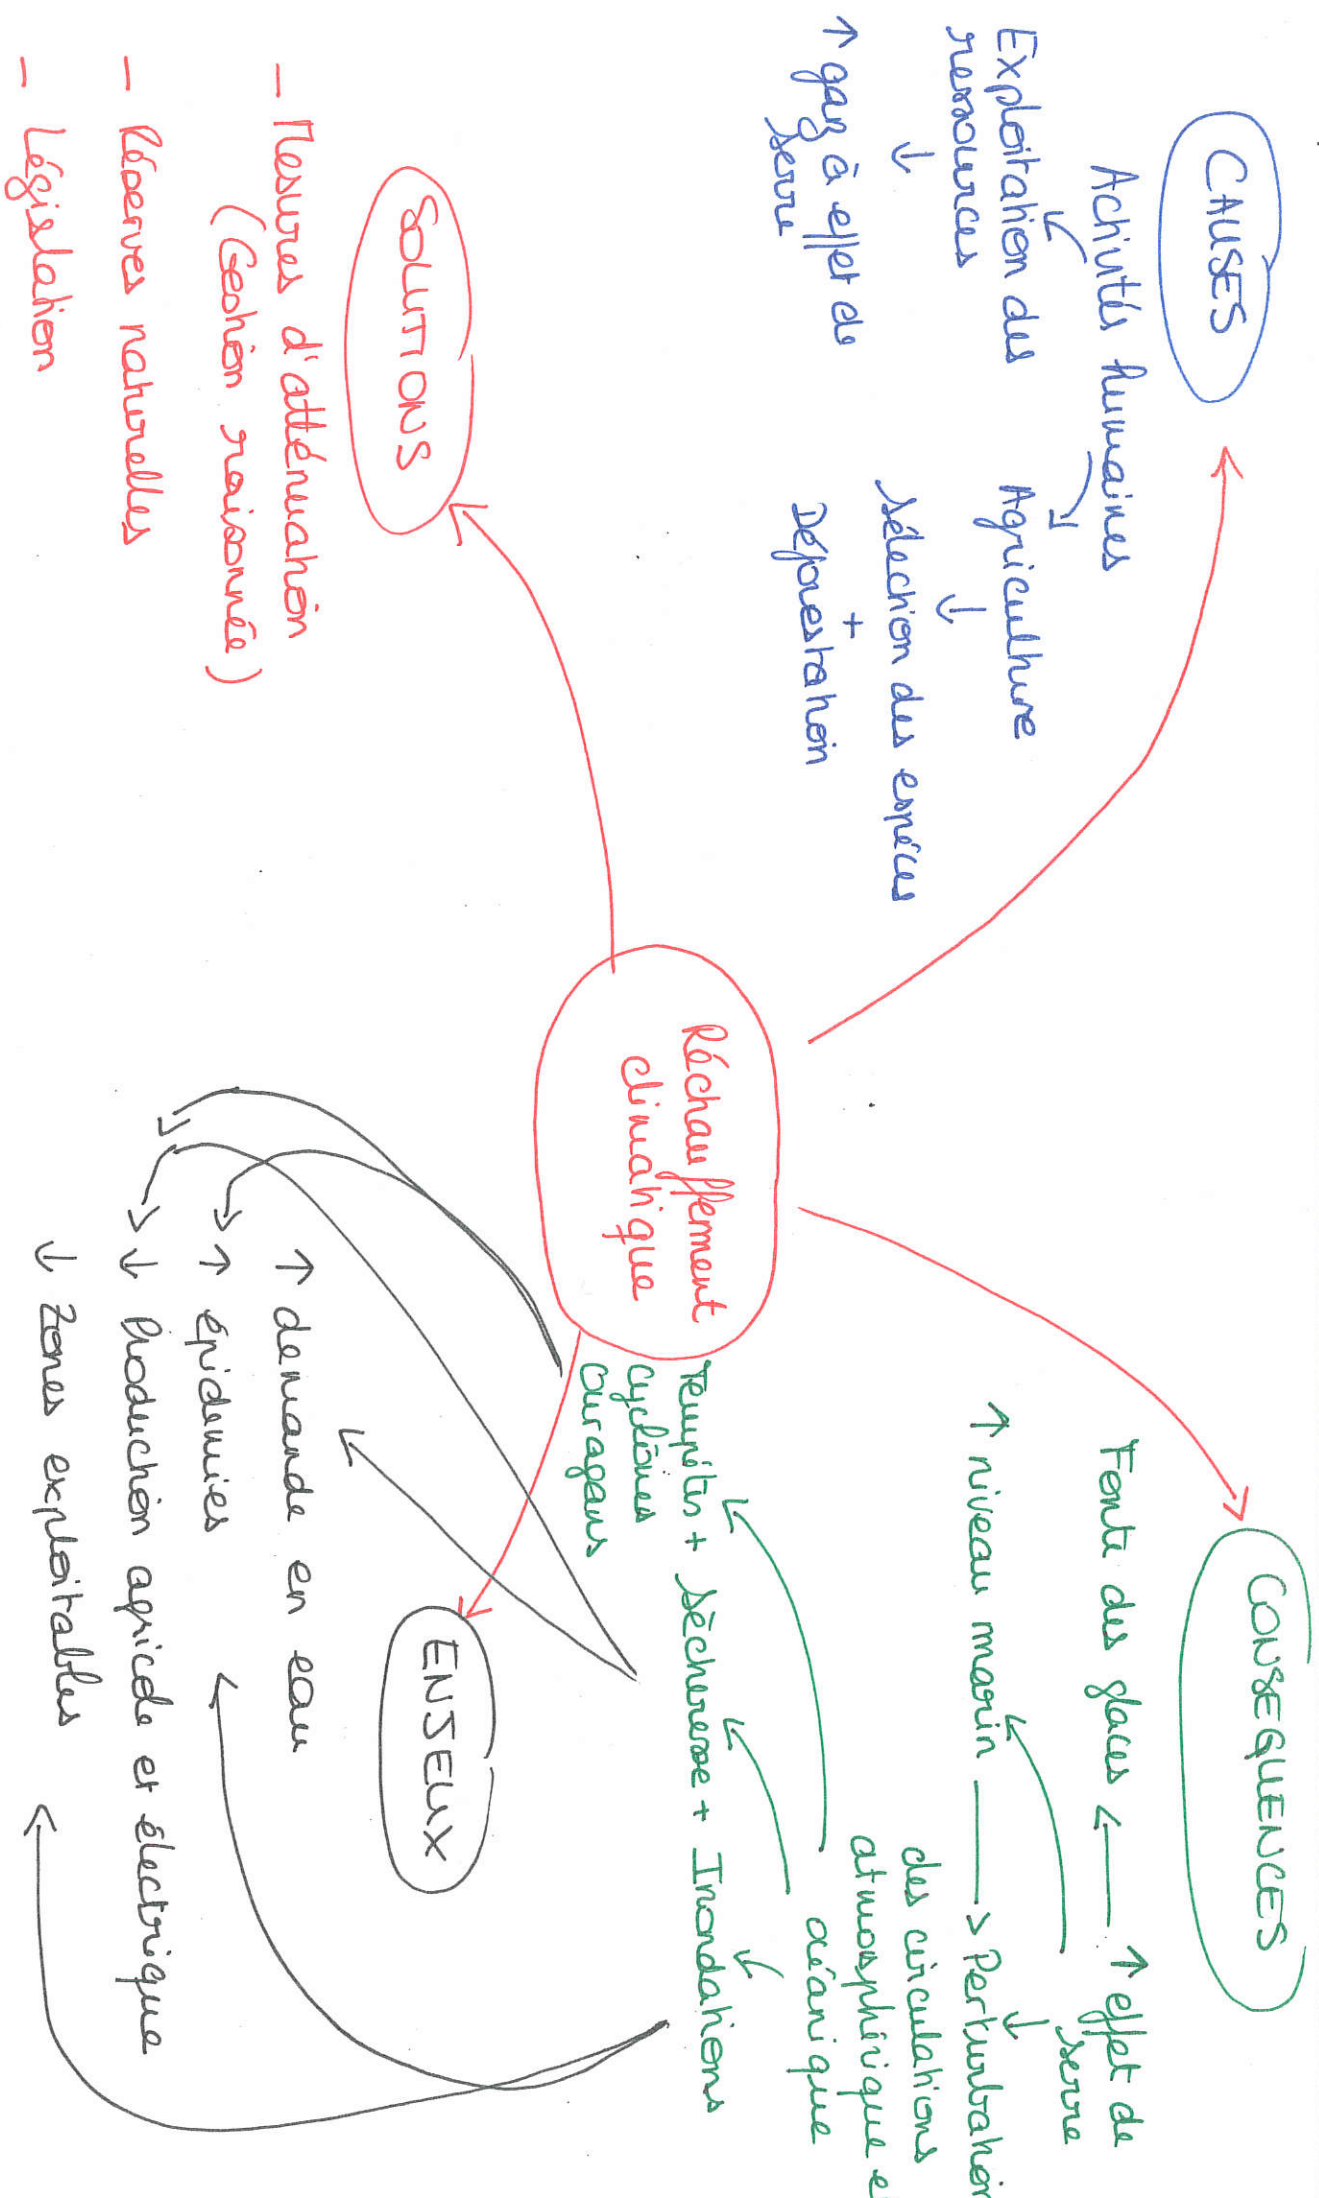 CAUSES
Activités humaines
Exploitation des
ressources
↓
↑ gaz à effet de
serre
Agriculture
↓
Sélection des espèces
+
Déforestation
CONSEQUENCES
Fonte des glaces ← ↑ effet de
serre
↑ niveau marin → Perturbation
des circulations
atmosphérique e
océanique
Tempêtes + Sécheresse + Inondations
cyclônes
ouragans
Réchauffement
climatique
SOLUTIONS
- Mesures d'atténuation
(Gestion raisonnée)
- Réserves naturelles
- Législation
ENJEUX
↑ demande en eau
↑ épidemies
↓ Production agricole et électrique
↓ Zones exploitables